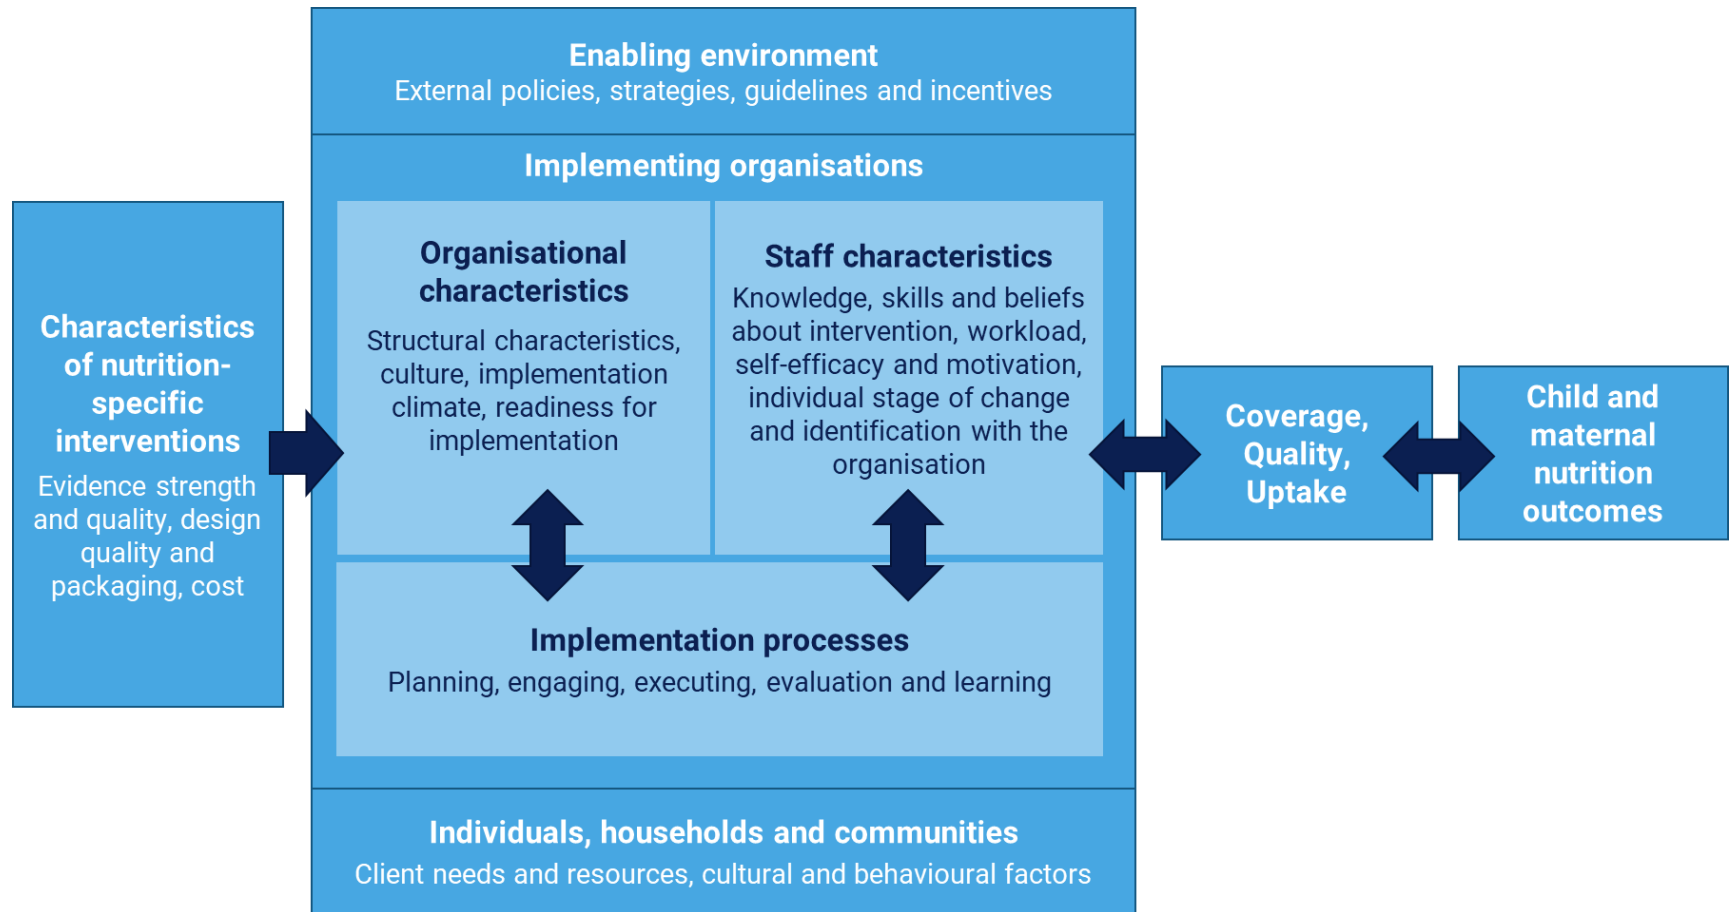 Enabling environment
External policies, strategies, guidelines and incentives
Implementing organisations
Characteristics
of nutrition-
specific
interventions
Evidence strength
and quality, design
quality and
packaging, cost
Organisational
characteristics
Structural characteristics,
culture, implementation
climate, readiness for
implementation
Staff characteristics
Knowledge, skills and beliefs
about intervention, workload,
self-efficacy and motivation,
individual stage of change
and identification with the
organisation
Implementation processes
Planning, engaging, executing, evaluation and learning
Individuals, households and communities
Client needs and resources, cultural and behavioural factors
Coverage,
Quality,
Uptake
Child and
maternal
nutrition
outcomes